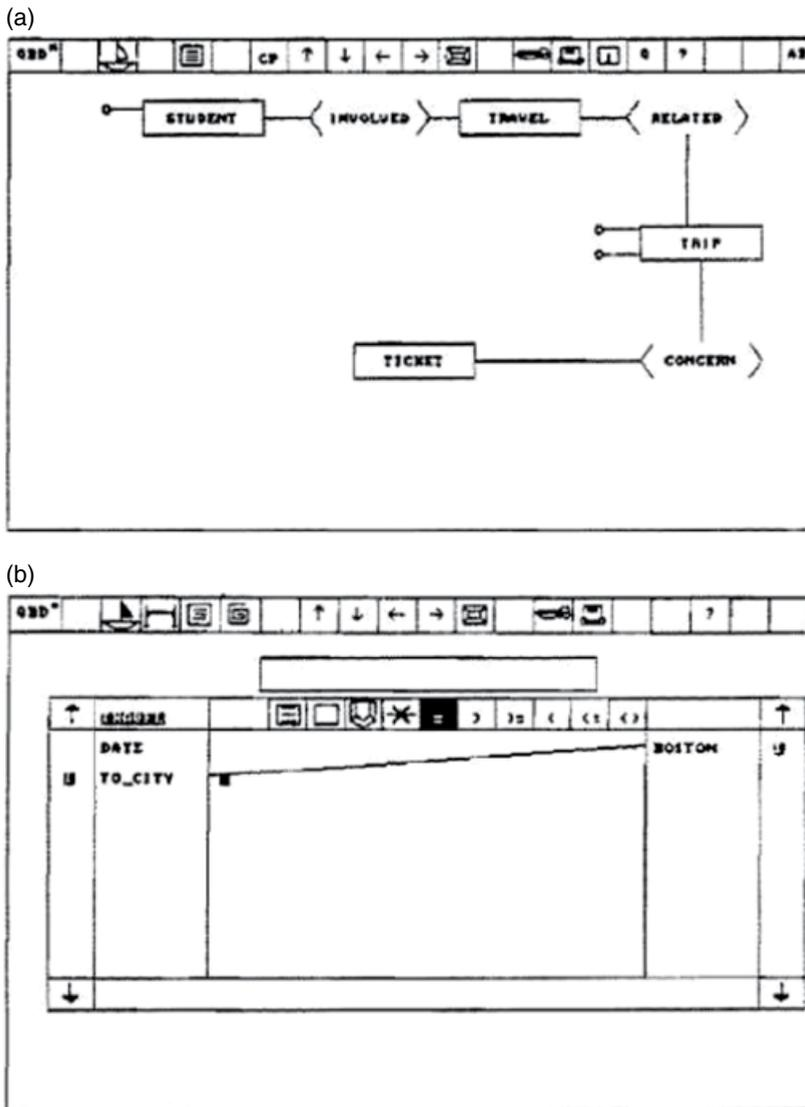 (a)
QBD* CP ↑ ↓ ← → Q ?
STUDENT INVOLVED TRAVEL RELATED
TRIP
TICKET CONCERN
(b)
QBD* ↑ ↓ ← → ?
↑ = > >= < <= <> ↑
DATE BOSTON
TO_CITY
↓ ↓